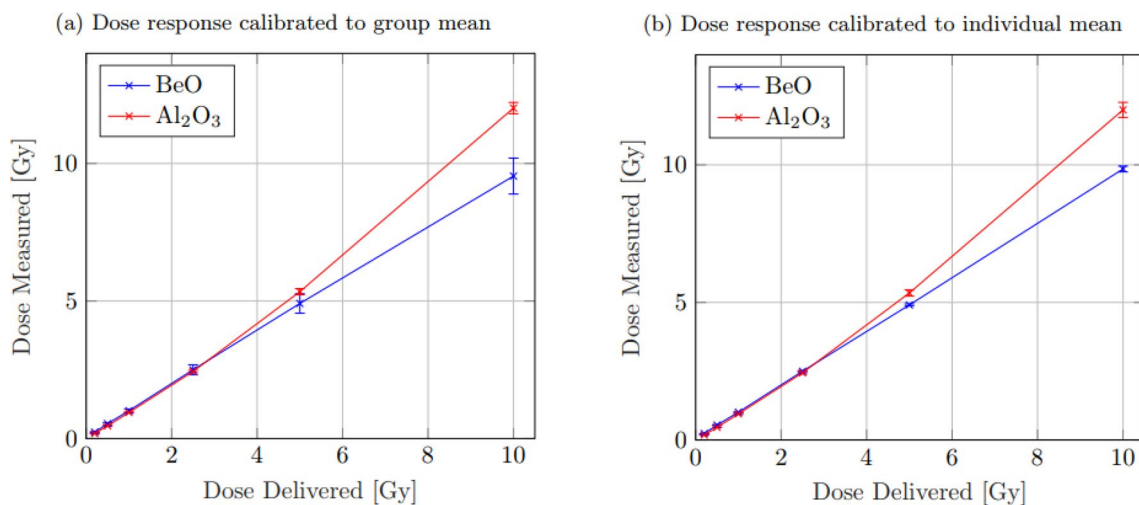 (a) Dose response calibrated to group mean
BeO
Al₂O₃
10
5
0
0 2 4 6 8 10
Dose Measured [Gy]
Dose Delivered [Gy]
(b) Dose response calibrated to individual mean
BeO
Al₂O₃
10
5
0
0 2 4 6 8 10
Dose Measured [Gy]
Dose Delivered [Gy]